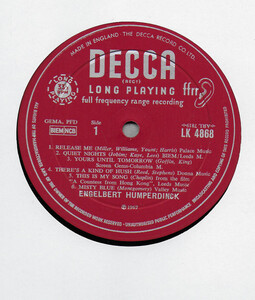 MADE IN ENGLAND · THE DECCA RECORD CO. LTD.
DECCA
LONG PLAYING ffrr
full frequency range recording
GEMA, PFD
BIEM NCB
Side
1
LK 4868
1. RELEASE ME (Miller, Williams, Yount; Harris) Palace Music
2. QUIET NIGHTS (Jobim; Kaye, Lees) BIEM; Leeds M.
3. YOURS UNTIL TOMORROW (Goffin, King)
Screen Gems-Columbia M.
4. THERE'S A KIND OF HUSH (Reed, Stephens) Donna Music
5. THIS IS MY SONG (Chaplin) from the film
"A Countess from Hong Kong", Leeds Music
6. MISTY BLUE (Montgomery) Valley Music
ENGELBERT HUMPERDINCK
℗ 1967